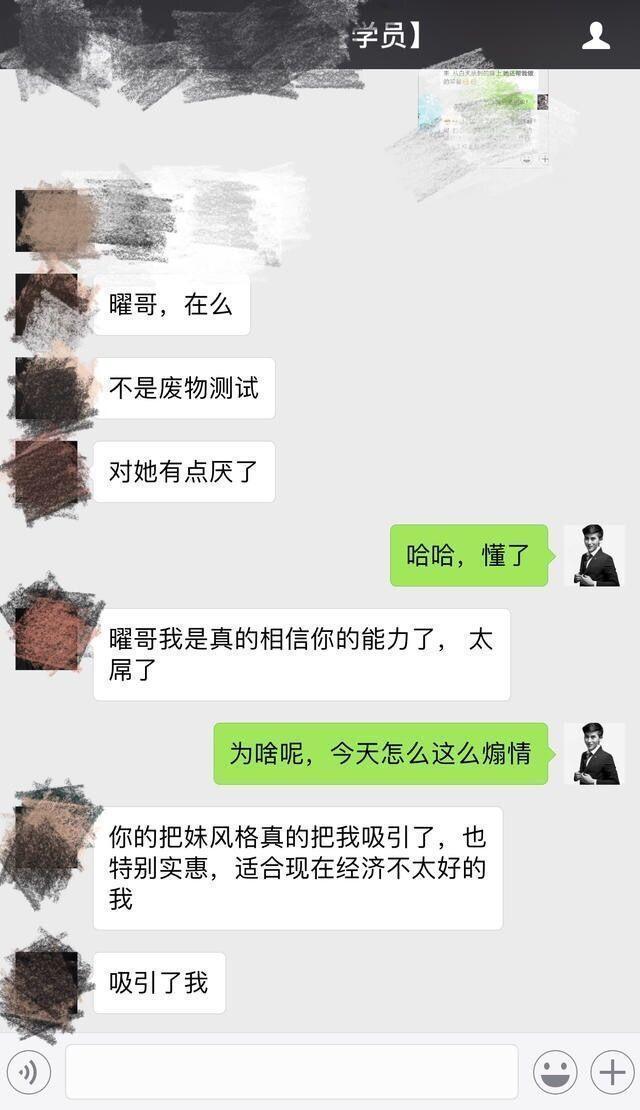 学员】
曜哥，在么
不是废物测试
对她有点厌了
哈哈，懂了
曜哥我是真的相信你的能力了， 太
屌了
为啥呢，今天怎么这么煽情
你的把妹风格真的把我吸引了，也
特别实惠，适合现在经济不太好的
我
吸引了我